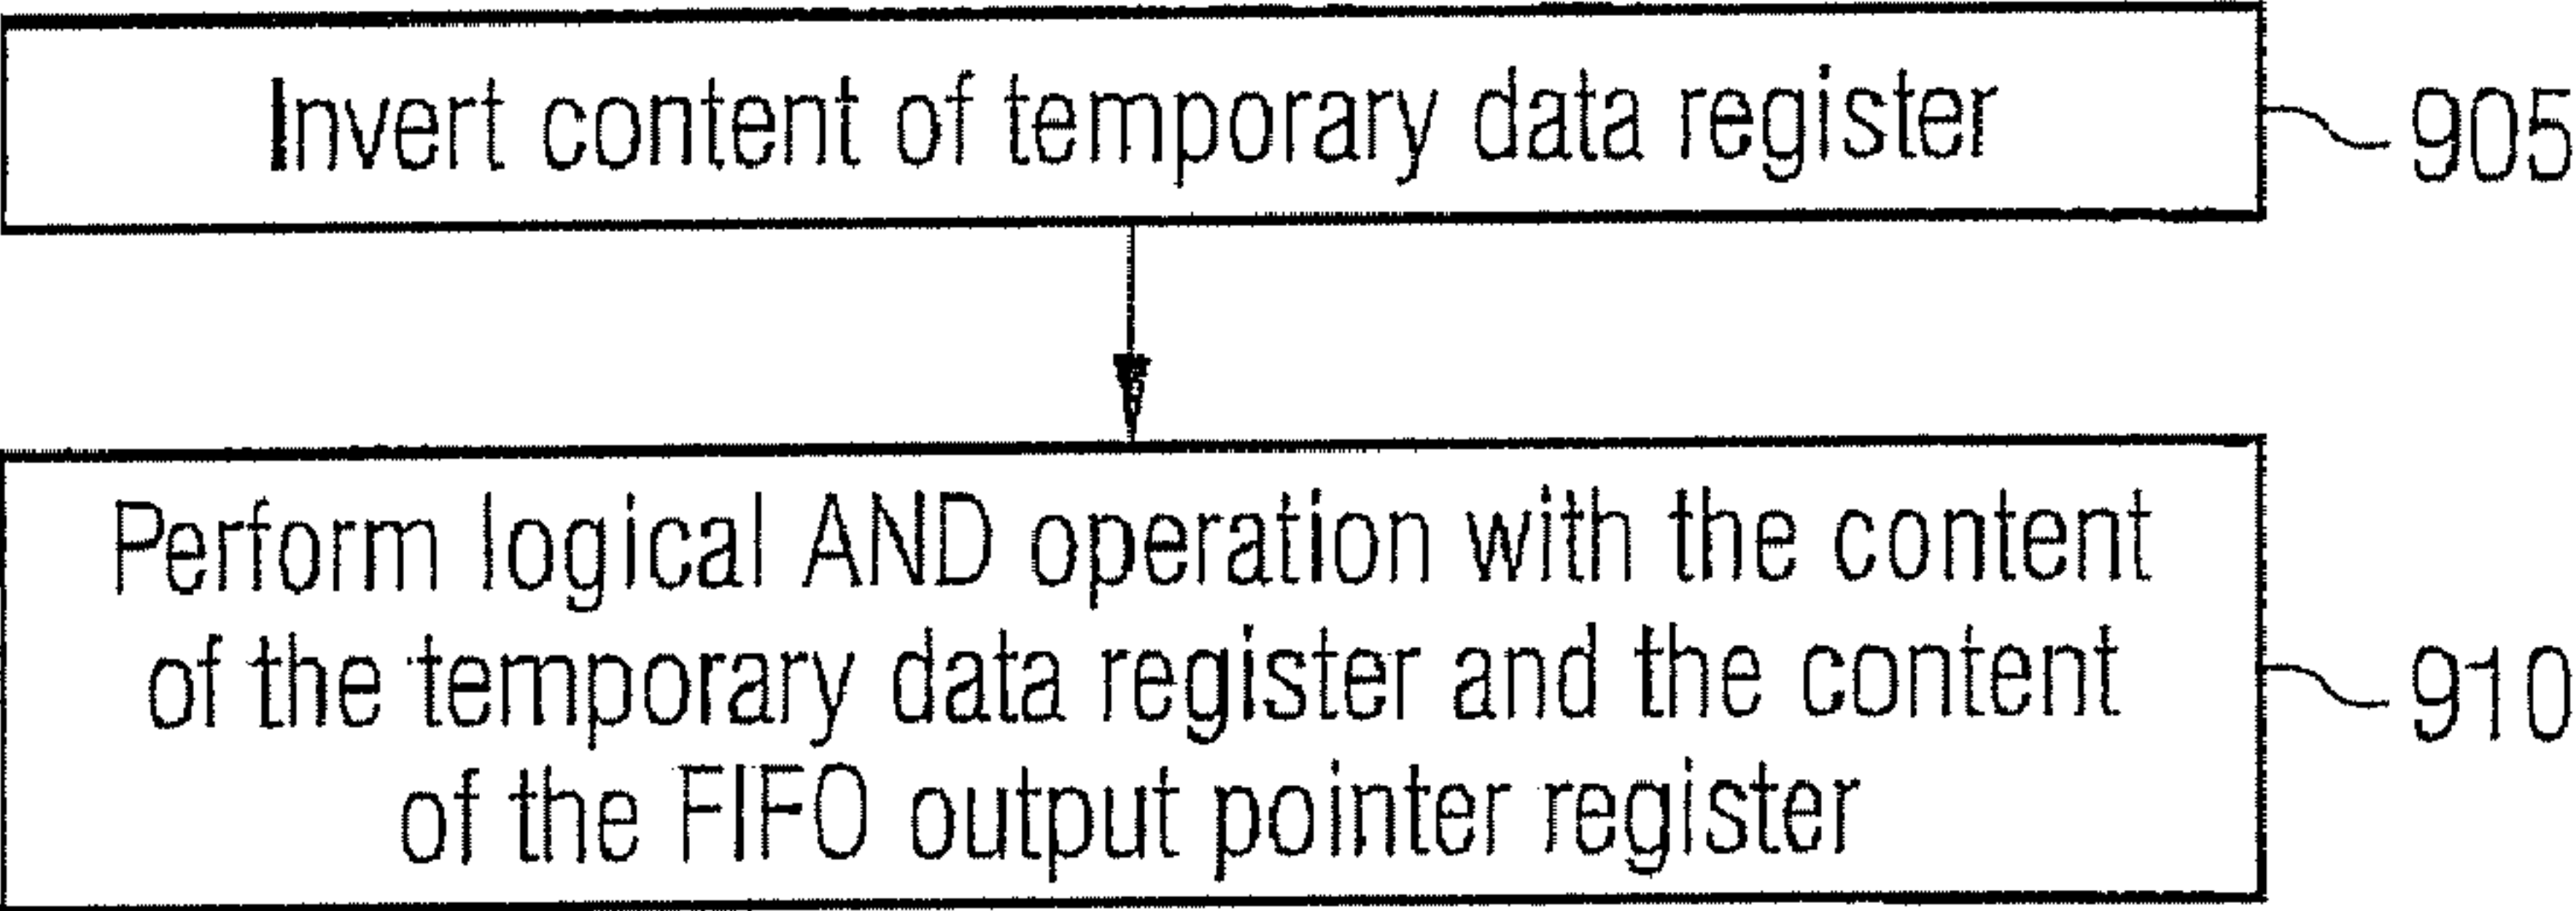 Invert content of temporary data register
905
Perform logical AND operation with the content
of the temporary data register and the content
of the FIFO output pointer register
910